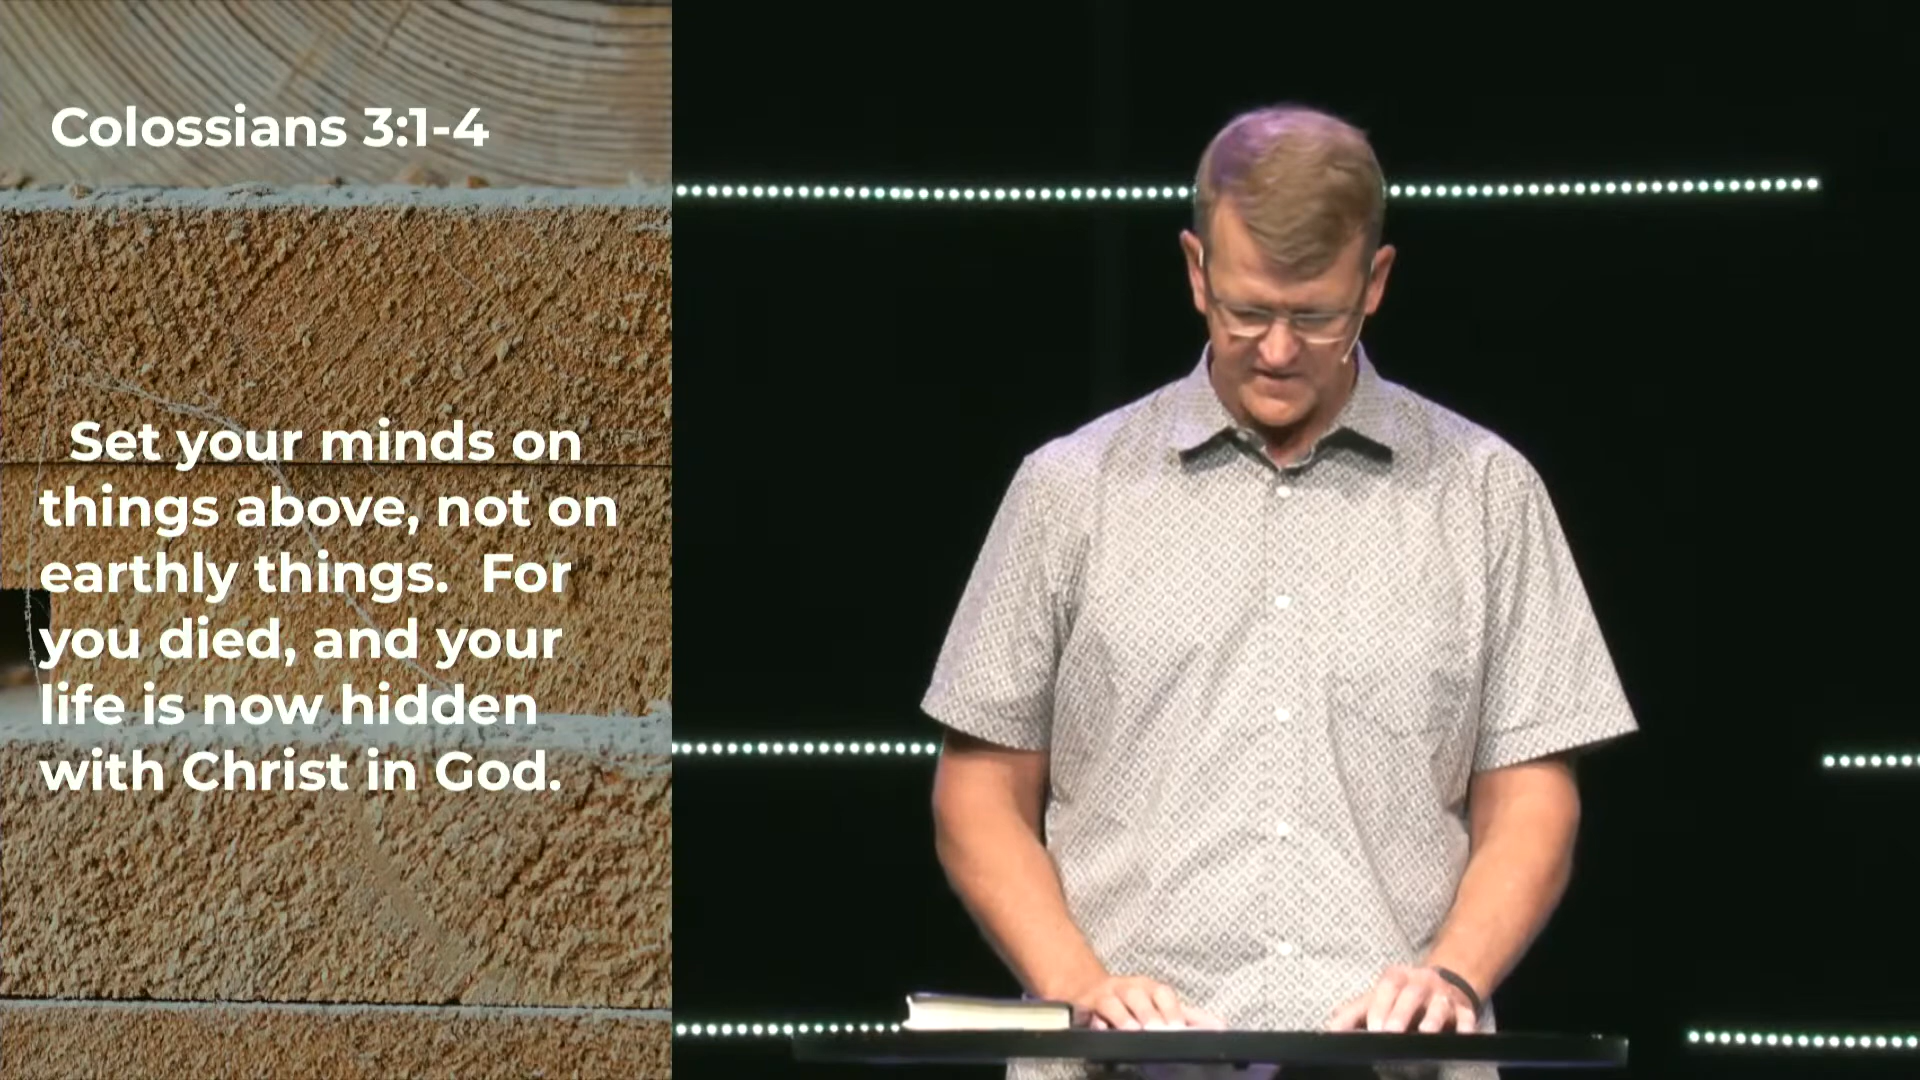 Colossians 3:1-4
Set your minds on
things above, not on
earthly things. For
you died, and your
life is now hidden
with Christ in God.